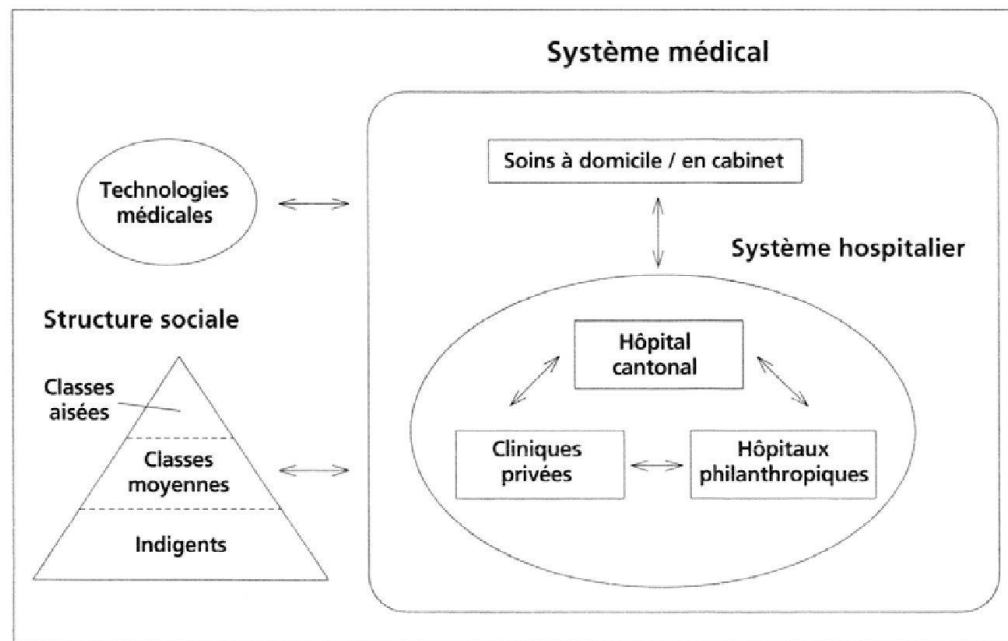 Système médical
Soins à domicile / en cabinet
Technologies
médicales
Système hospitalier
Structure sociale
Hôpital
cantonal
Classes
aisées
Cliniques
privées
Hôpitaux
philanthropiques
Classes
moyennes
Indigents